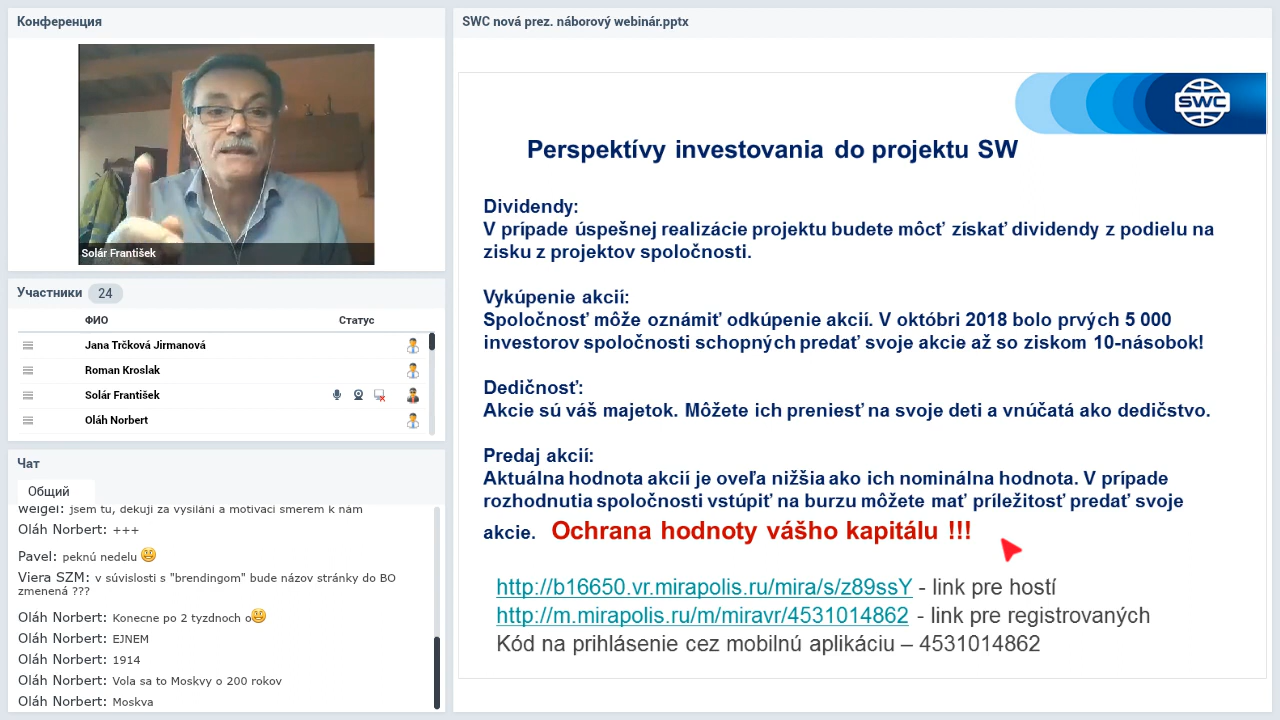 Конференция
Solár František
Участники 24
ФИО Статус
Jana Trčková Jirmanová
Roman Kroslak
Solár František
Oláh Norbert
Чат
Общий
weigel: jsem tu, dekuji za vysilani a motivaci smerem k nam
Oláh Norbert: +++
Pavel: peknú nedelu
Viera SZM: v súvislosti s "brendingom" bude názov stránky do BO
zmenená ???
Oláh Norbert: Konecne po 2 tyzdnoch o
Oláh Norbert: EJNEM
Oláh Norbert: 1914
Oláh Norbert: Vola sa to Moskvy o 200 rokov
Oláh Norbert: Moskva
SWC nová prez. náborový webinár.pptx
SWC
Perspektívy investovania do projektu SW
Dividendy:
V prípade úspešnej realizácie projektu budete môcť získať dividendy z podielu na
zisku z projektov spoločnosti.
Vykúpenie akcií:
Spoločnosť môže oznámiť odkúpenie akcií. V októbri 2018 bolo prvých 5 000
investorov spoločnosti schopných predať svoje akcie až so ziskom 10-násobok!
Dedičnosť:
Akcie sú váš majetok. Môžete ich preniesť na svoje deti a vnúčatá ako dedičstvo.
Predaj akcií:
Aktuálna hodnota akcií je oveľa nižšia ako ich nominálna hodnota. V prípade
rozhodnutia spoločnosti vstúpiť na burzu môžete mať príležitosť predať svoje
akcie. Ochrana hodnoty vášho kapitálu !!!
http://b16650.vr.mirapolis.ru/mira/s/z89ssY - link pre hostí
http://m.mirapolis.ru/m/miravr/4531014862 - link pre registrovaných
Kód na prihlásenie cez mobilnú aplikáciu – 4531014862